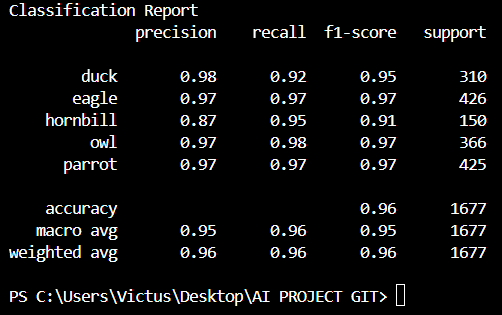 Classification Report
precision recall f1-score support
duck 0.98 0.92 0.95 310
eagle 0.97 0.97 0.97 426
hornbill 0.87 0.95 0.91 150
owl 0.97 0.98 0.97 366
parrot 0.97 0.97 0.97 425
accuracy 0.96 1677
macro avg 0.95 0.96 0.95 1677
weighted avg 0.96 0.96 0.96 1677
PS C:\Users\Victus\Desktop\AI PROJECT GIT>